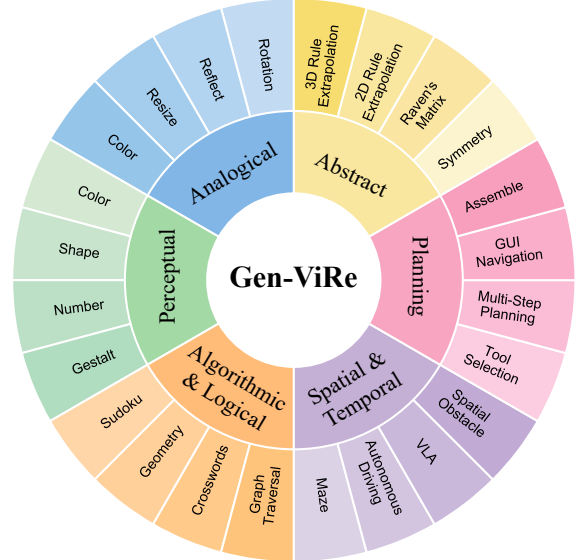 Gen-ViRe
Abstract
3D Rule
Extrapolation
2D Rule
Extrapolation
Raven's
Matrix
Symmetry
Planning
Assemble
GUI
Navigation
Multi-Step
Planning
Tool
Selection
Spatial &
Temporal
Spatial
Obstacle
VLA
Autonomous
Driving
Maze
Algorithmic
& Logical
Graph
Traversal
Crosswords
Geometry
Sudoku
Perceptual
Gestalt
Number
Shape
Color
Analogical
Color
Resize
Reflect
Rotation